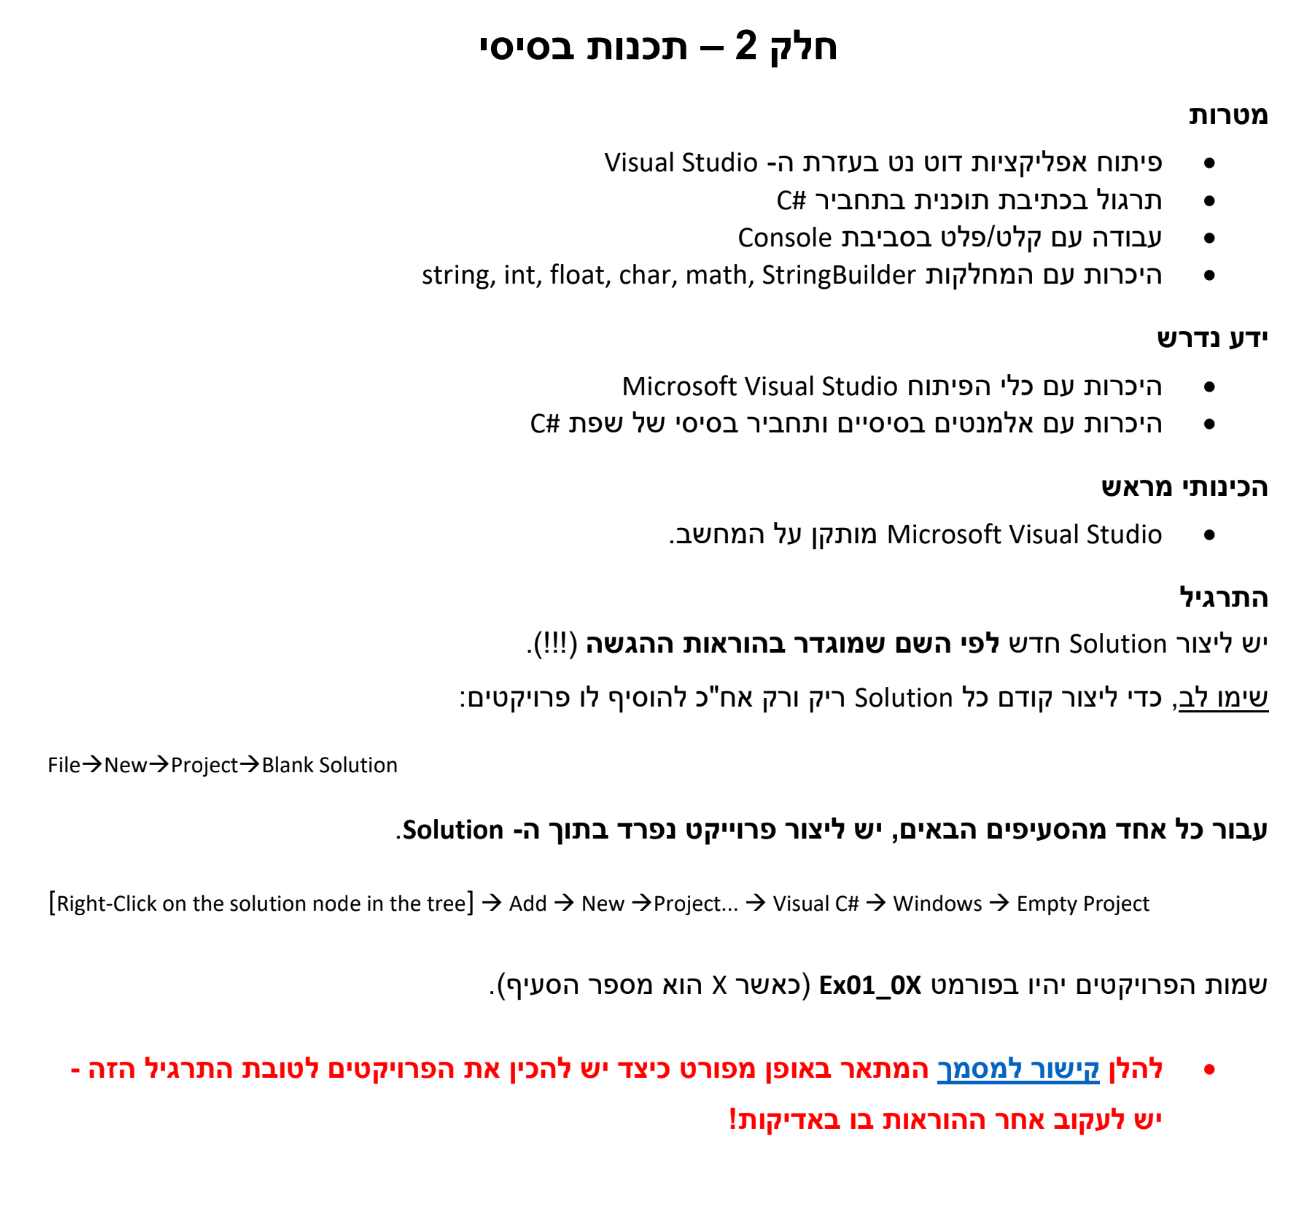 חלק 2 – תכנות בסיסי
מטרות
• פיתוח אפליקציות דוט נט בעזרת ה- Visual Studio
• תרגול בכתיבת תוכנית בתחביר C#
• עבודה עם קלט/פלט בסביבת Console
• היכרות עם המחלקות string, int, float, char, math, StringBuilder
ידע נדרש
• היכרות עם כלי הפיתוח Microsoft Visual Studio
• היכרות עם אלמנטים בסיסיים ותחביר בסיסי של שפת C#
הכינותי מראש
• Microsoft Visual Studio מותקן על המחשב.
התרגיל
יש ליצור Solution חדש לפי השם שמוגדר בהוראות ההגשה (!!!).
שימו לב, כדי ליצור קודם כל Solution ריק ורק אח"כ להוסיף לו פרויקטים:
File→New→Project→Blank Solution
עבור כל אחד מהסעיפים הבאים, יש ליצור פרוייקט נפרד בתוך ה- Solution.
[Right-Click on the solution node in the tree] → Add → New →Project... → Visual C# → Windows → Empty Project
שמות הפרויקטים יהיו בפורמט Ex01_0X (כאשר X הוא מספר הסעיף).
• להלן קישור למסמך המתאר באופן מפורט כיצד יש להכין את הפרויקטים לטובת התרגיל הזה -
יש לעקוב אחר ההוראות בו באדיקות!